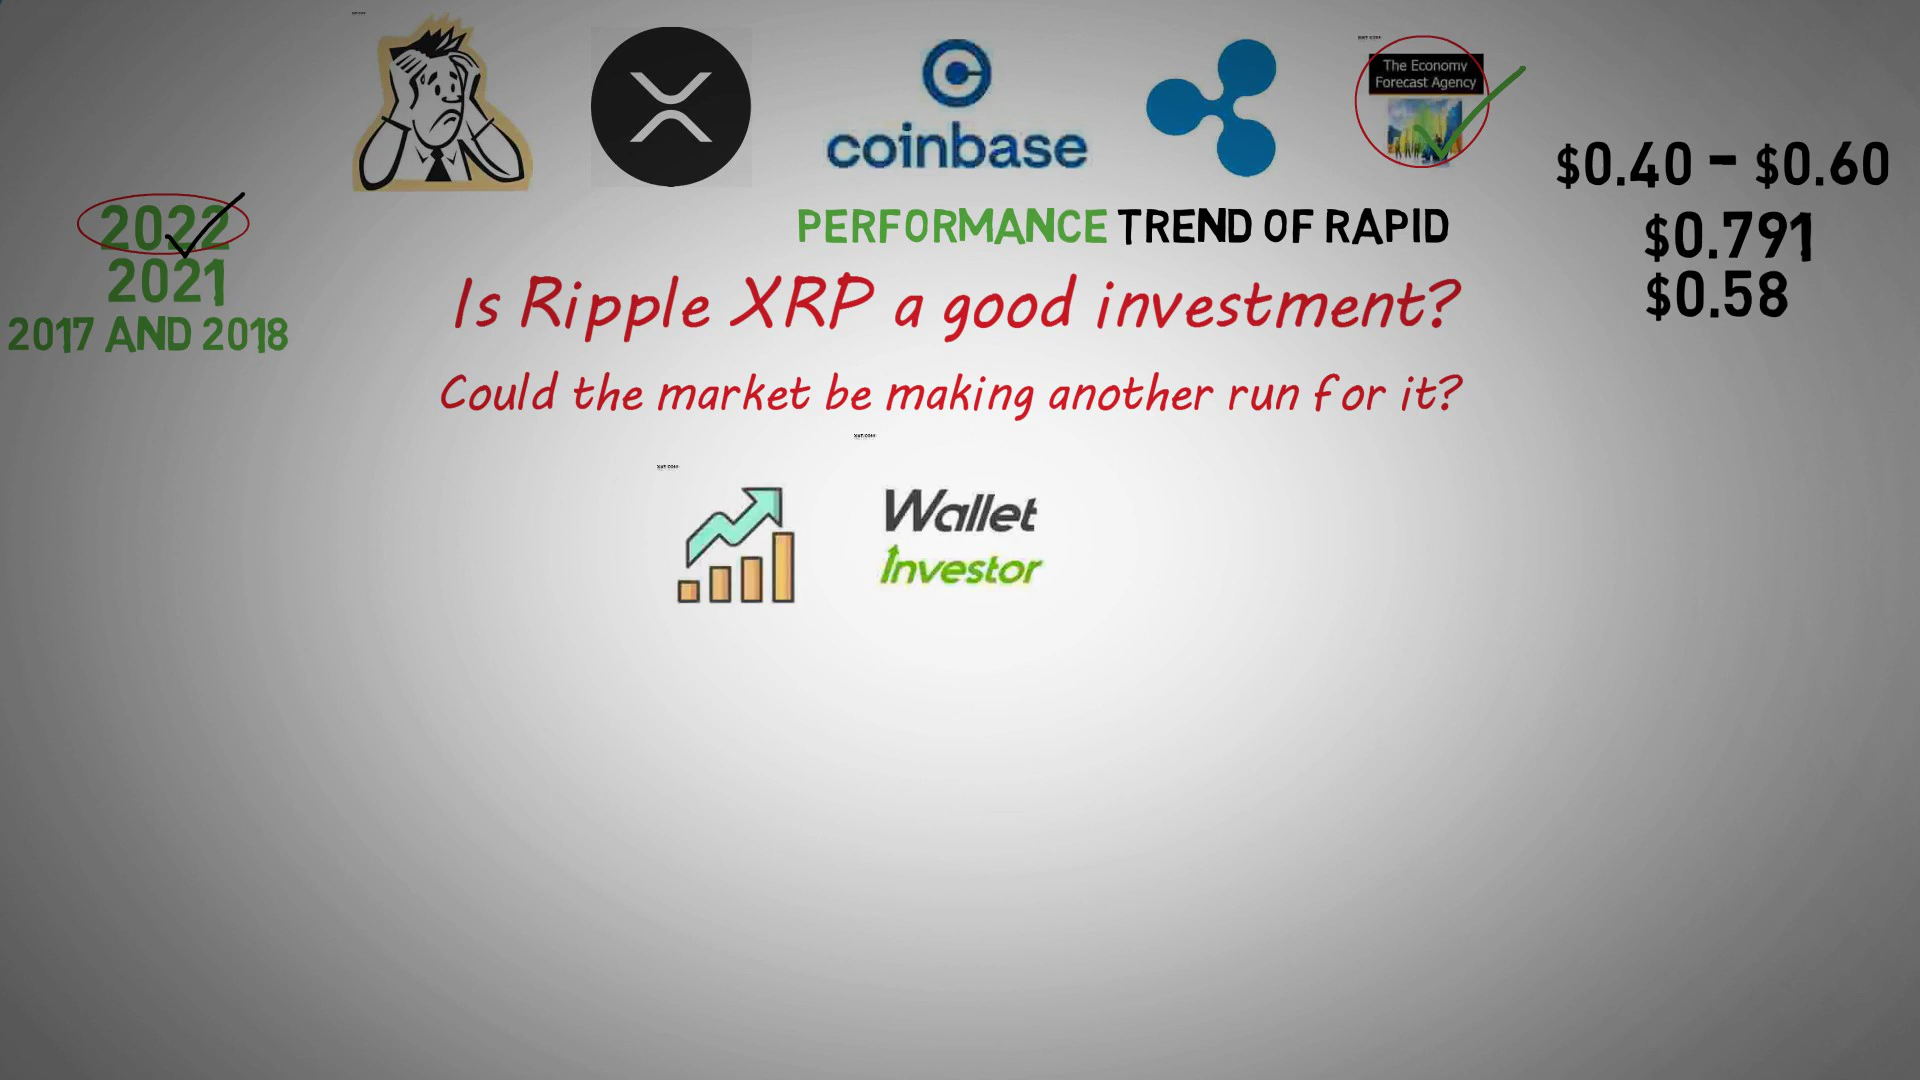 coinbase
The Economy
Forecast Agency
$0.40 - $0.60
2022
2021
2017 AND 2018
PERFORMANCE TREND OF RAPID
$0.791
$0.58
Is Ripple XRP a good investment?
Could the market be making another run for it?
Wallet
Investor